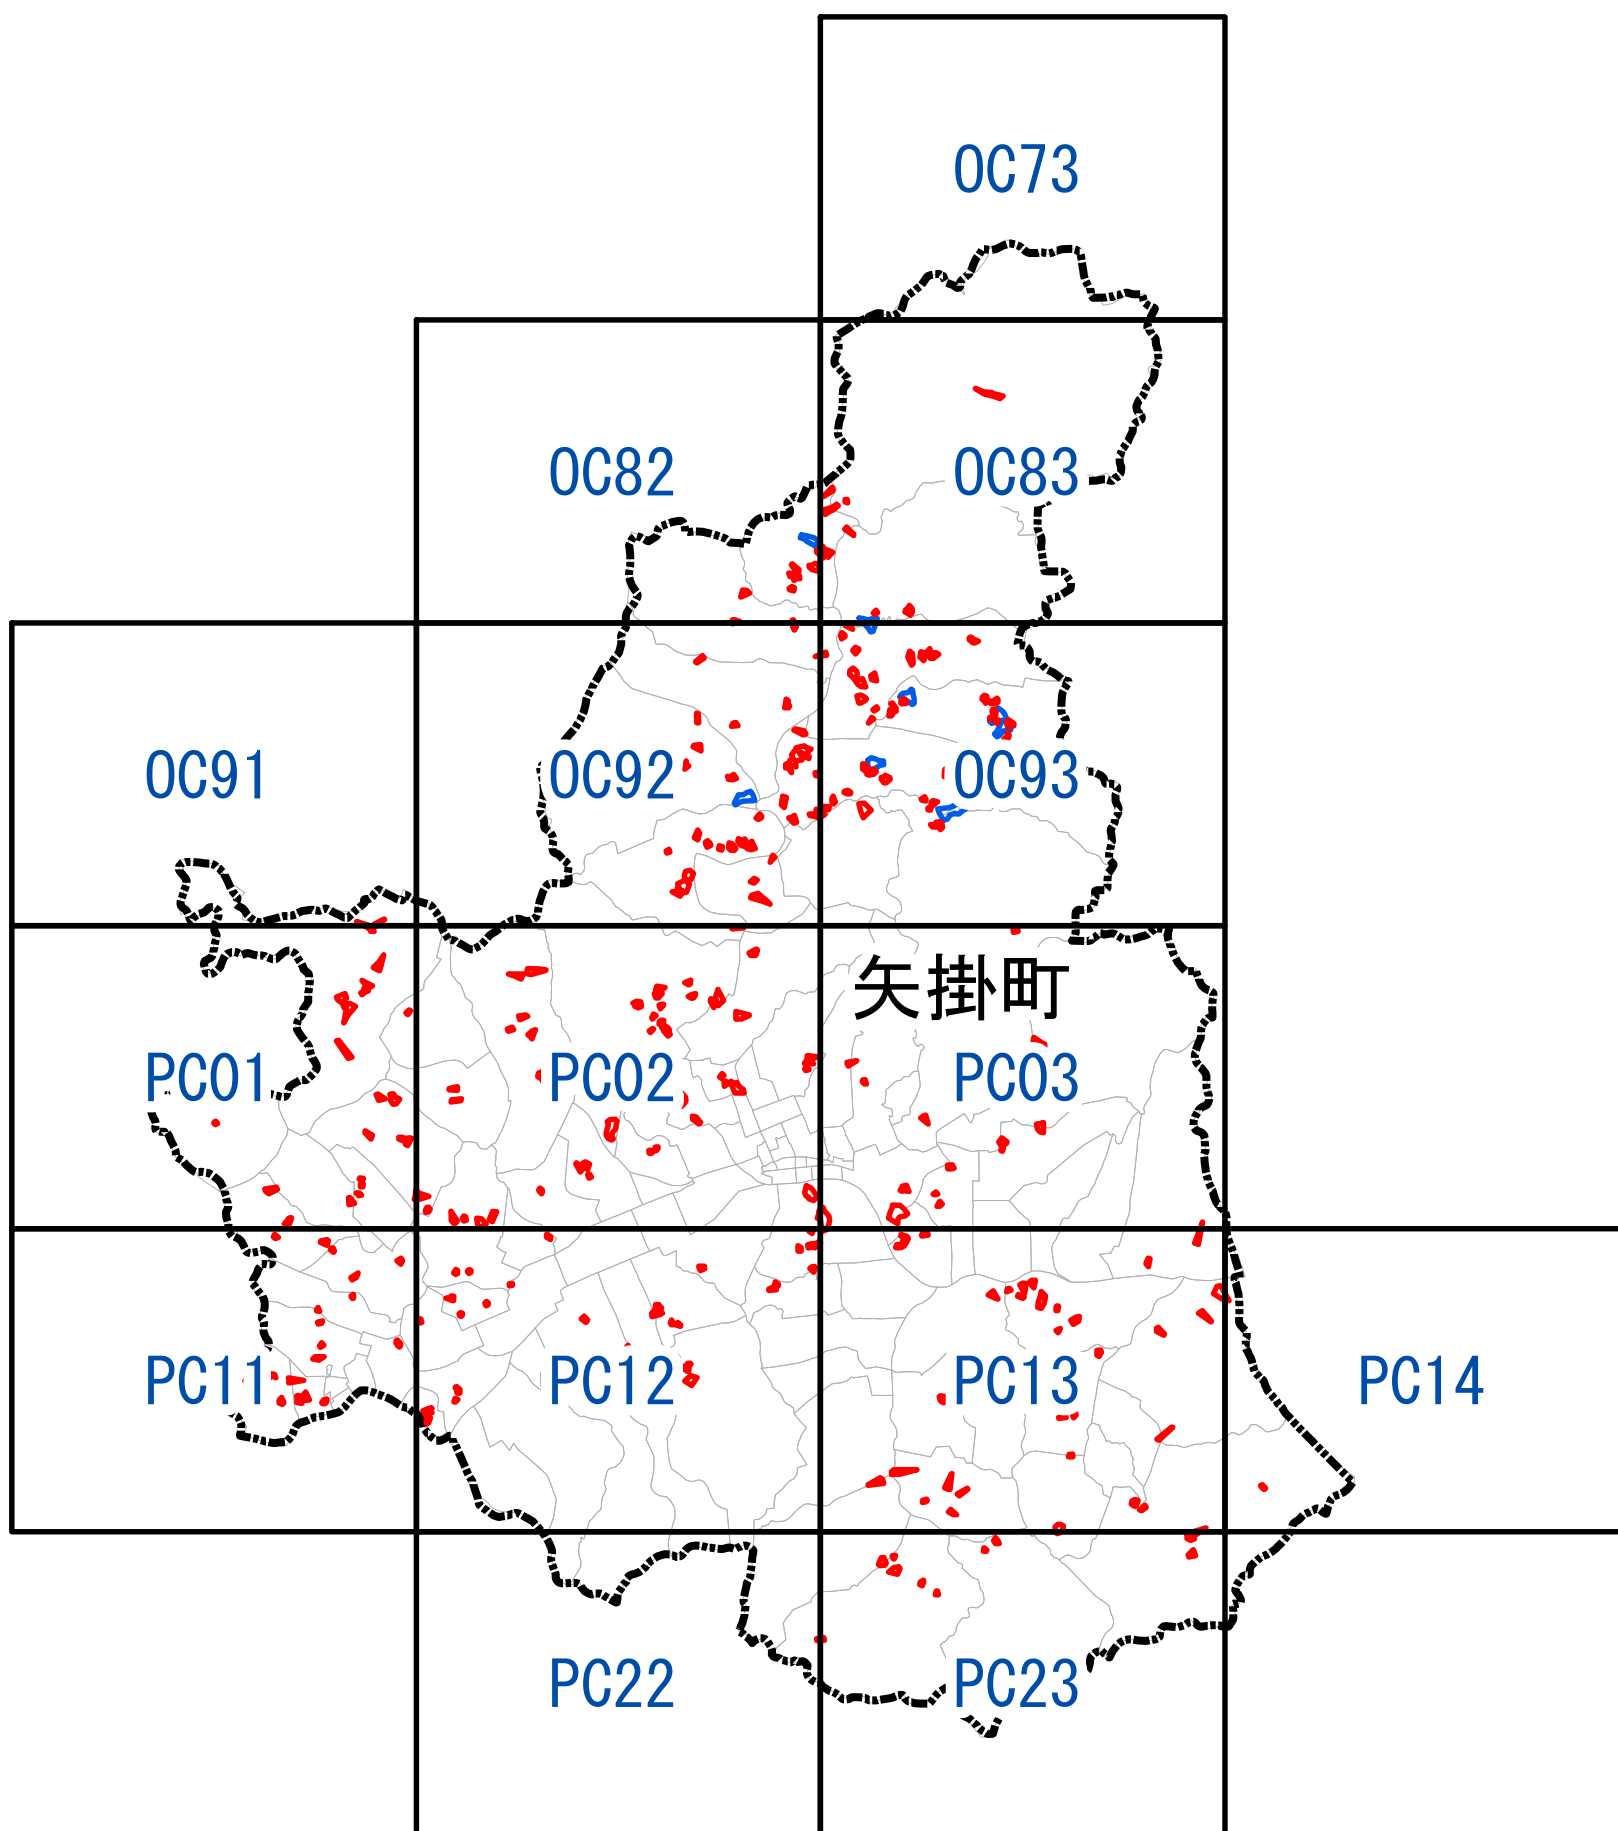 OC73
OC82
OC83
OC91
OC92
OC93
矢掛町
PC01
PC02
PC03
PC11
PC12
PC13
PC14
PC22
PC23